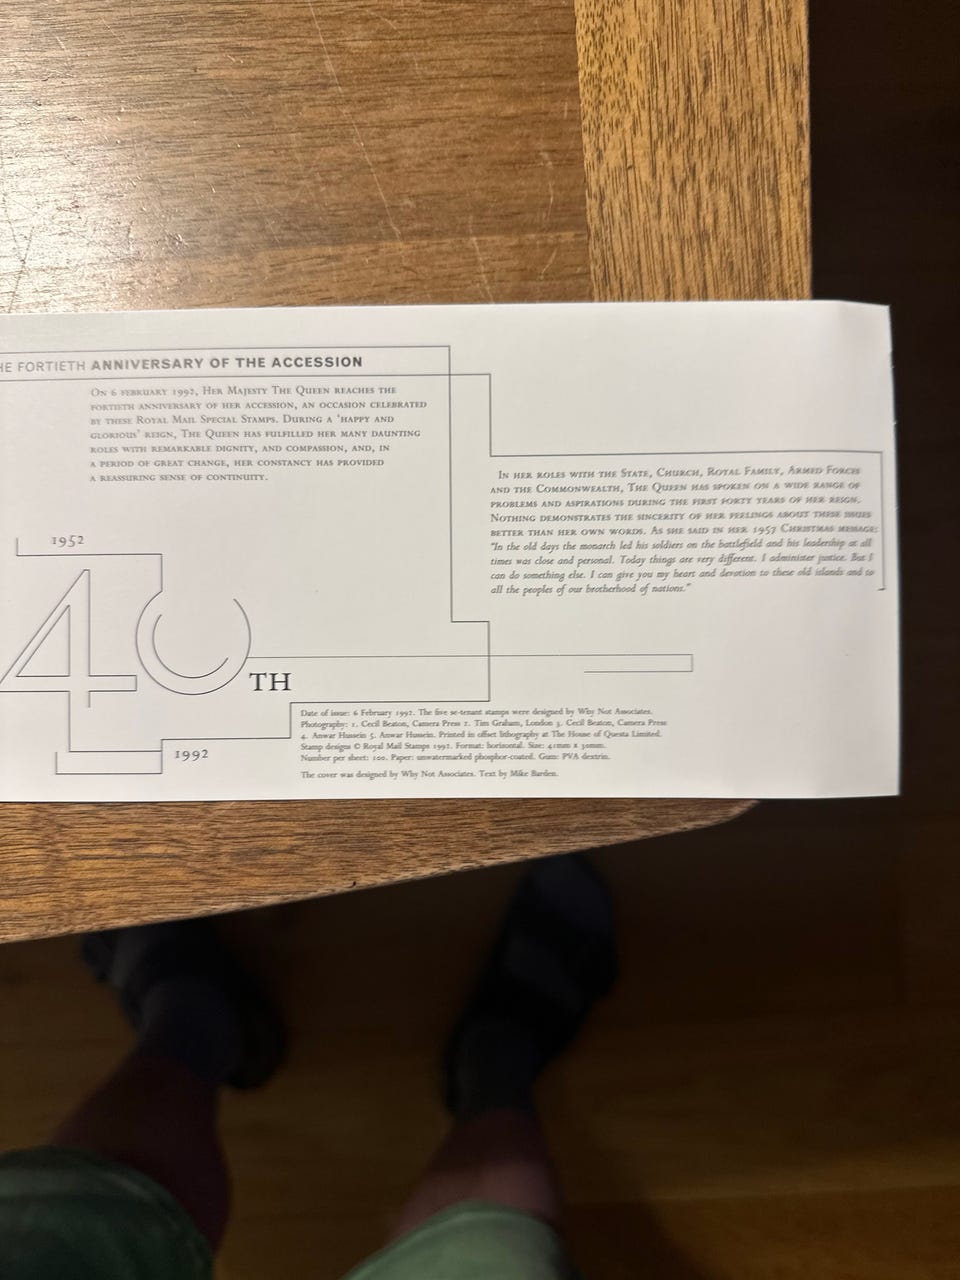 HE FORTIETH ANNIVERSARY OF THE ACCESSION
On 6 February 1992, Her Majesty The Queen reaches the
fortieth anniversary of her accession, an occasion celebrated
by these Royal Mail Special Stamps. During a 'happy and
glorious' reign, The Queen has fulfilled her many daunting
roles with remarkable dignity, and compassion, and, in
a period of great change, her constancy has provided
a reassuring sense of continuity.
In her roles with the State, Church, Royal Family, Armed Forces
and the Commonwealth, The Queen has spoken on a wide range of
problems and aspirations during the first forty years of her reign.
Nothing demonstrates the sincerity of her feelings about these issues
better than her own words. As she said in her 1957 Christmas message:
"In the old days the monarch led his soldiers on the battlefield and his leadership at all
times was close and personal. Today things are very different. I administer justice. But I
can do something else. I can give you my heart and devotion to these old islands and to
all the peoples of our brotherhood of nations."
1952
40TH
1992
Date of issue: 6 February 1992. The five se-tenant stamps were designed by Why Not Associates.
Photography: 1. Cecil Beaton, Camera Press 2. Tim Graham, London 3. Cecil Beaton, Camera Press
4. Anwar Hussein 5. Anwar Hussein. Printed in offset lithography at The House of Questa Limited.
Stamp designs © Royal Mail Stamps 1992. Format: horizontal. Size: 41mm x 30mm.
Number per sheet: 100. Paper: unwatermarked phosphor-coated. Gum: PVA dextrin.
The cover was designed by Why Not Associates. Text by Mike Barden.